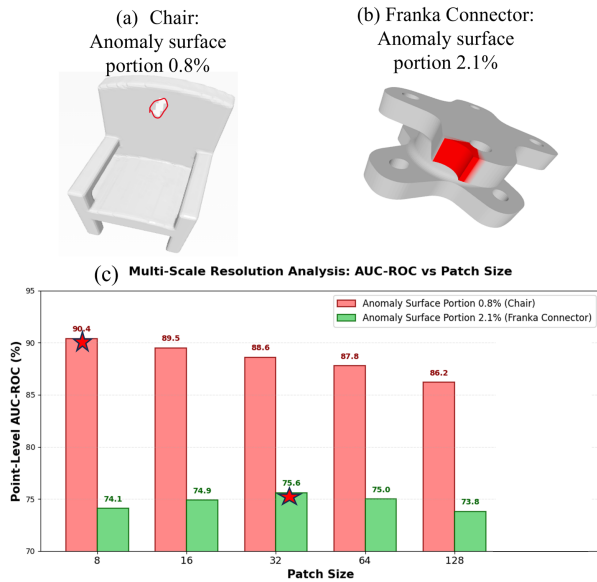 (a) Chair:
Anomaly surface
portion 0.8%
(b) Franka Connector:
Anomaly surface
portion 2.1%
(c) Multi-Scale Resolution Analysis: AUC-ROC vs Patch Size
Point-Level AUC-ROC (%)
95
90
85
80
75
70
Anomaly Surface Portion 0.8% (Chair)
Anomaly Surface Portion 2.1% (Franka Connector)
90.4
89.5
88.6
87.8
86.2
74.1
74.9
75.6
75.0
73.8
8
16
32
64
128
Patch Size